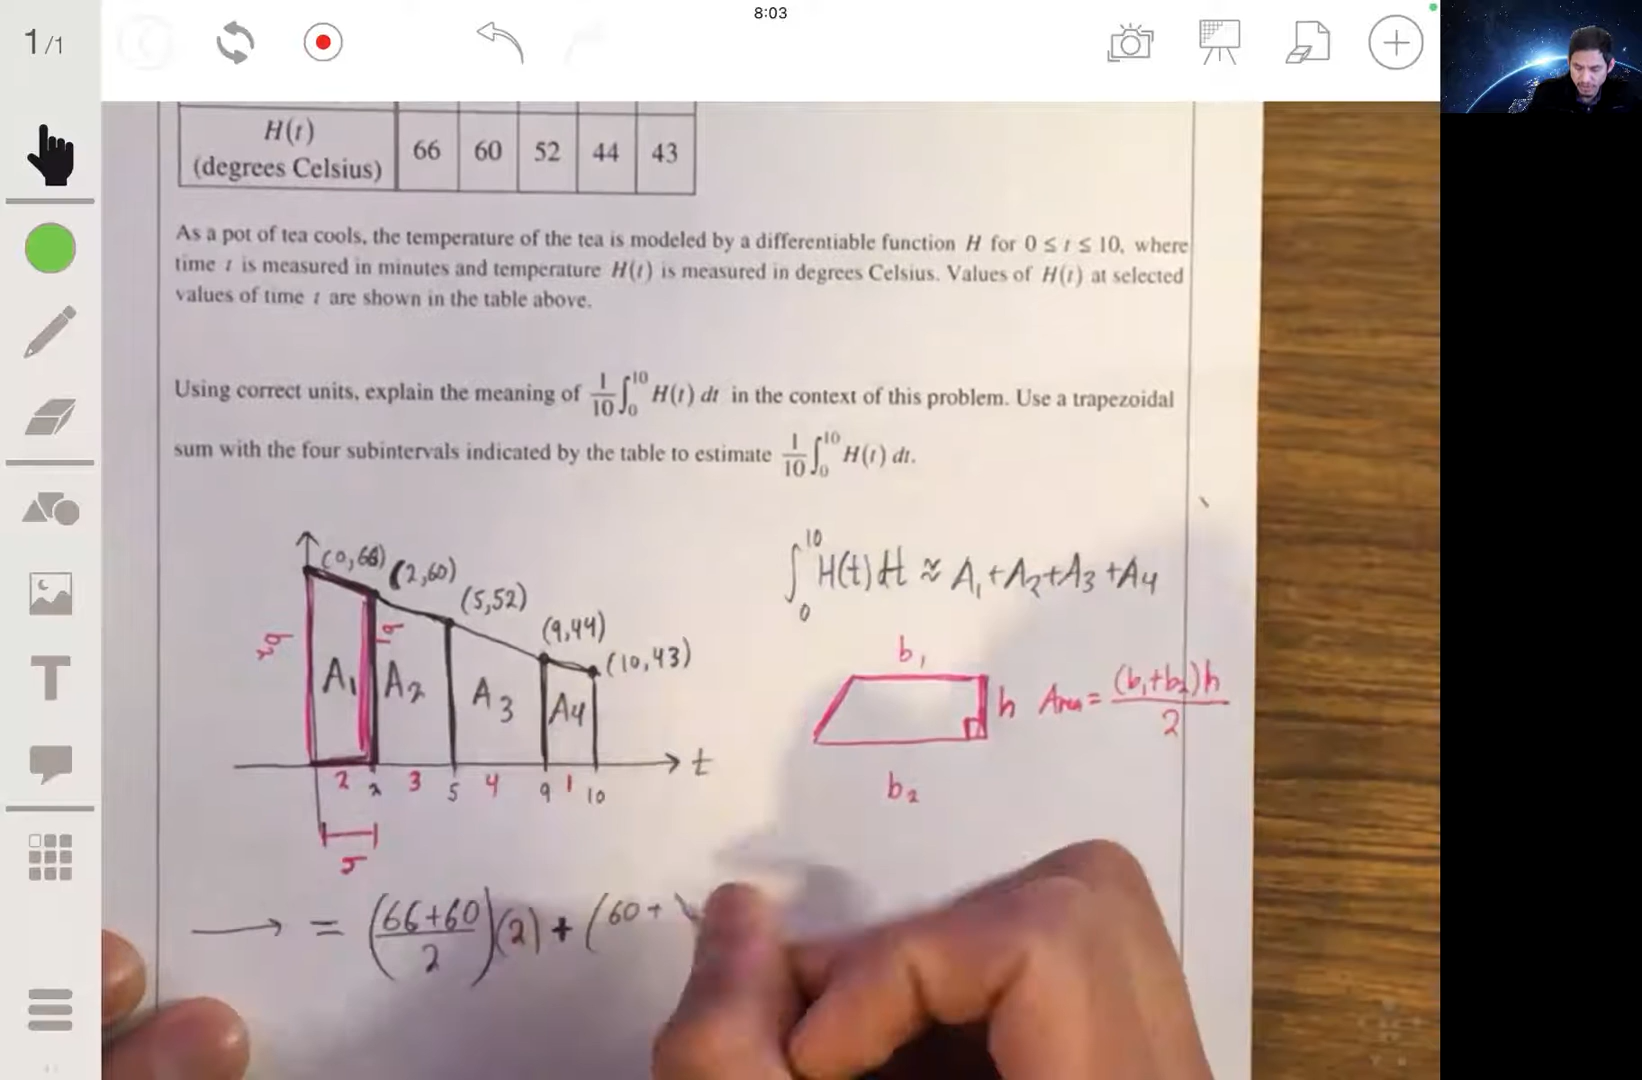 8:03
1/1
H(t)
(degrees Celsius) 66 60 52 44 43
As a pot of tea cools, the temperature of the tea is modeled by a differentiable function H for 0 ≤ t ≤ 10, where
time t is measured in minutes and temperature H(t) is measured in degrees Celsius. Values of H(t) at selected
values of time t are shown in the table above.
Using correct units, explain the meaning of 1/10 ∫₀¹⁰ H(t) dt in the context of this problem. Use a trapezoidal
sum with the four subintervals indicated by the table to estimate 1/10 ∫₀¹⁰ H(t) dt.
(0,66) (2,60)
(5,52)
(9,44)
(10,43)
∫₀¹⁰ H(t) dt ≈ A₁+A₂+A₃+A₄
b₂ b₁
A₁ A₂ A₃ A₄
b₁
h Area = (b₁+b₂)h/2
b₂
t
2 2 3 5 4 9 1 10
h
→ = (66+60/2)(2) + (60+
T